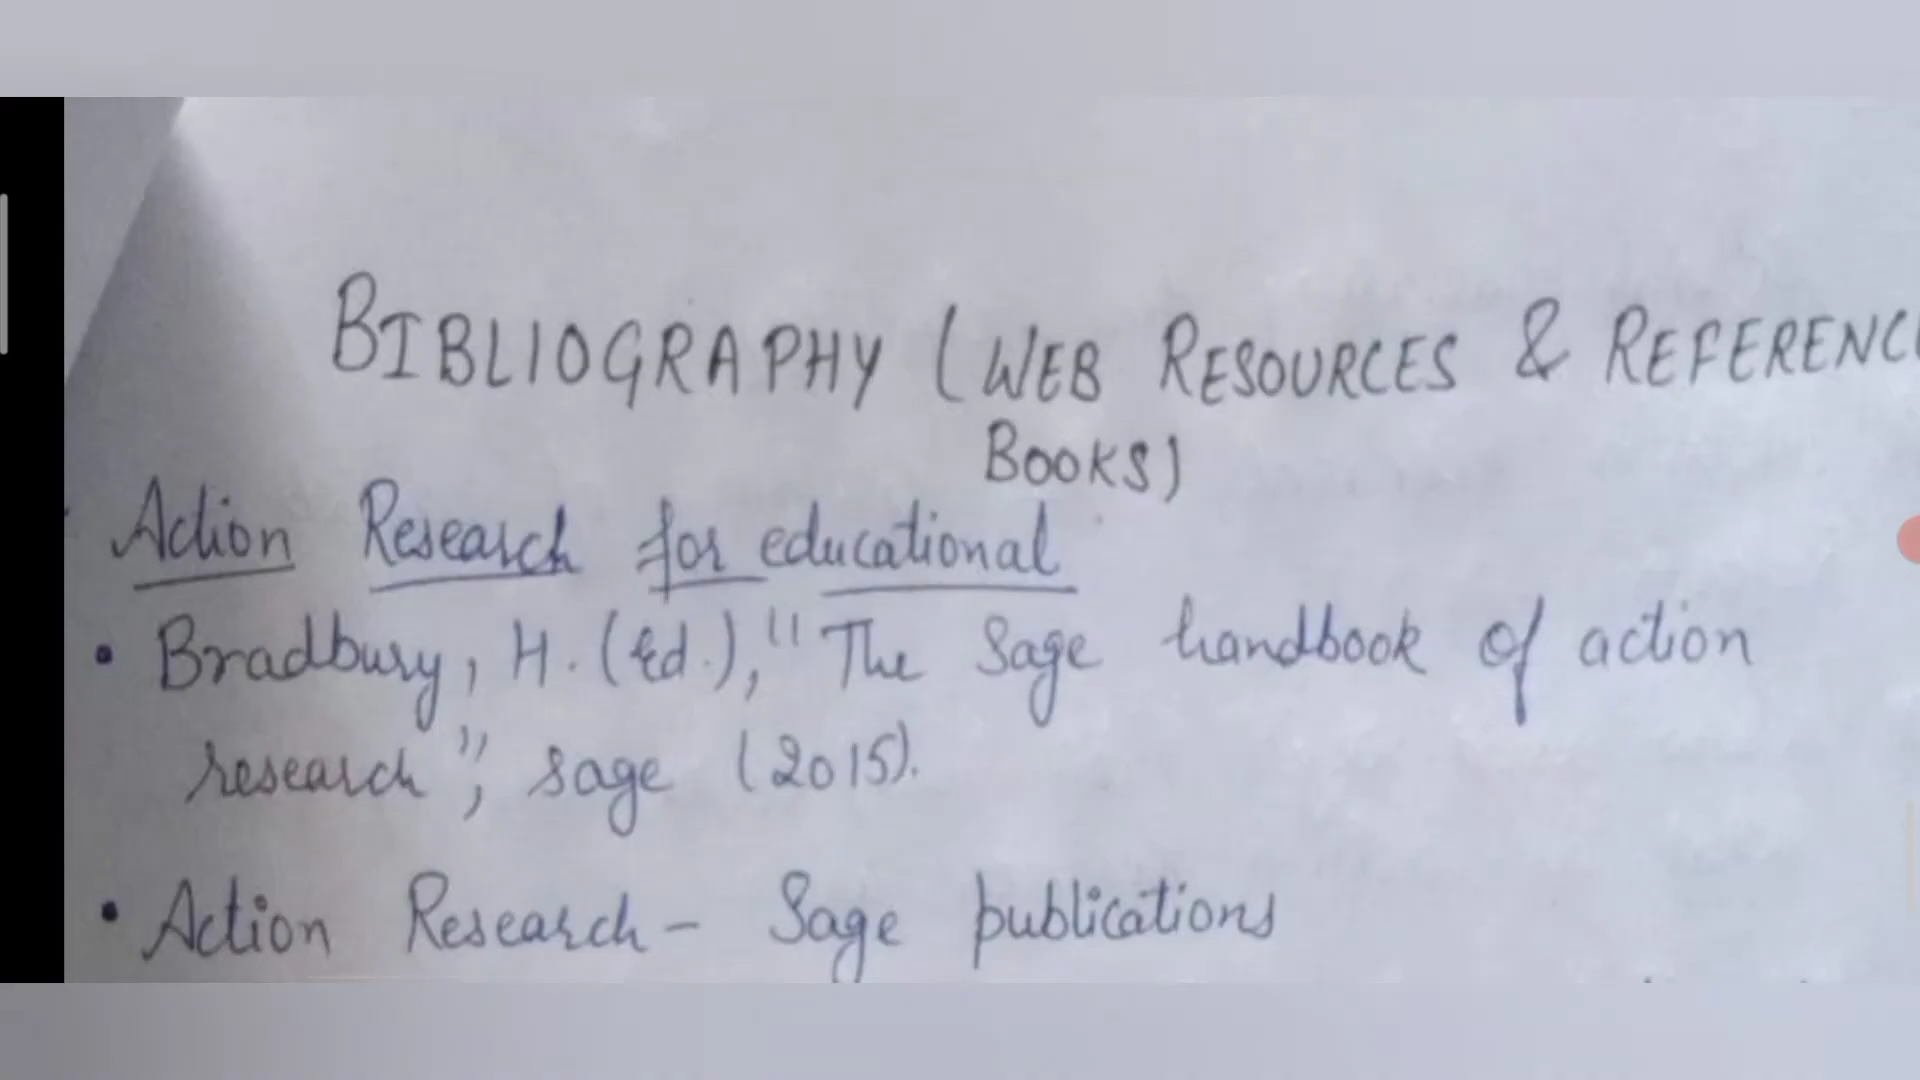 BIBLIOGRAPHY (WEB RESOURCES & REFERENC
BOOKS)
Action Research for educational
• Bradbury, H. (Ed.), "The Sage handbook of action
research", sage (2015).
• Action Research - Sage publications